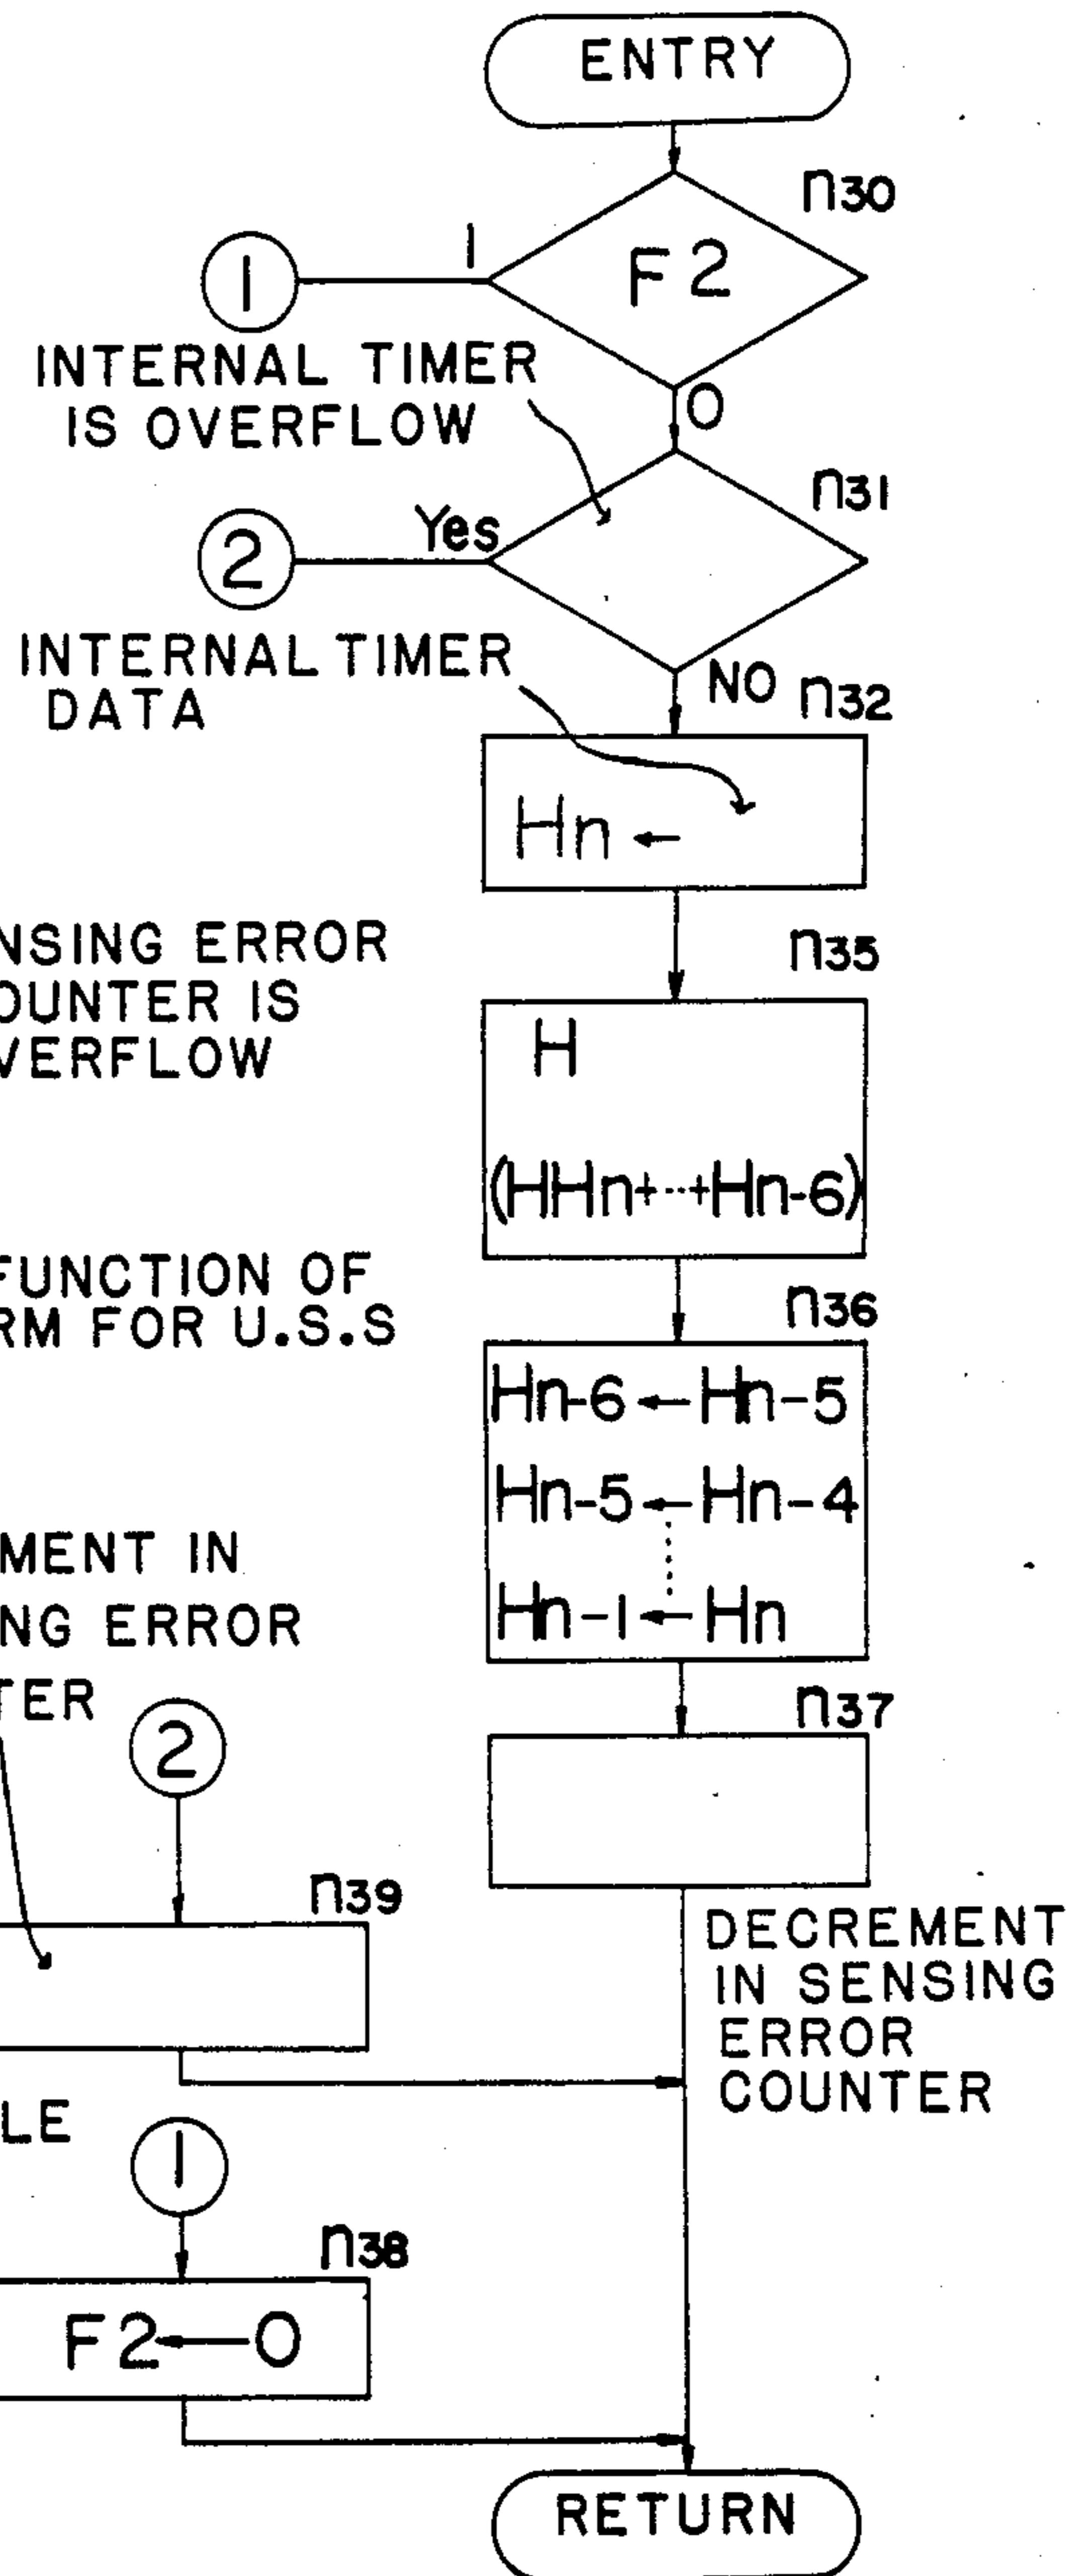 ENTRY
n30
1
1
F2
INTERNAL TIMER
IS OVERFLOW
0
n31
Yes
2
INTERNAL TIMER
DATA
NO
n32
Hn ←
NSING ERROR
OUNTER IS
VERFLOW
n35
H
(HHn+···+Hn-6)
FUNCTION OF
RM FOR U.S.S
n36
Hn-6 ← Hn-5
Hn-5 ← Hn-4
Hn-1 ← Hn
MENT IN
NG ERROR
TER
2
n37
n39
DECREMENT
IN SENSING
ERROR
COUNTER
LE
1
n38
F2 ← 0
RETURN